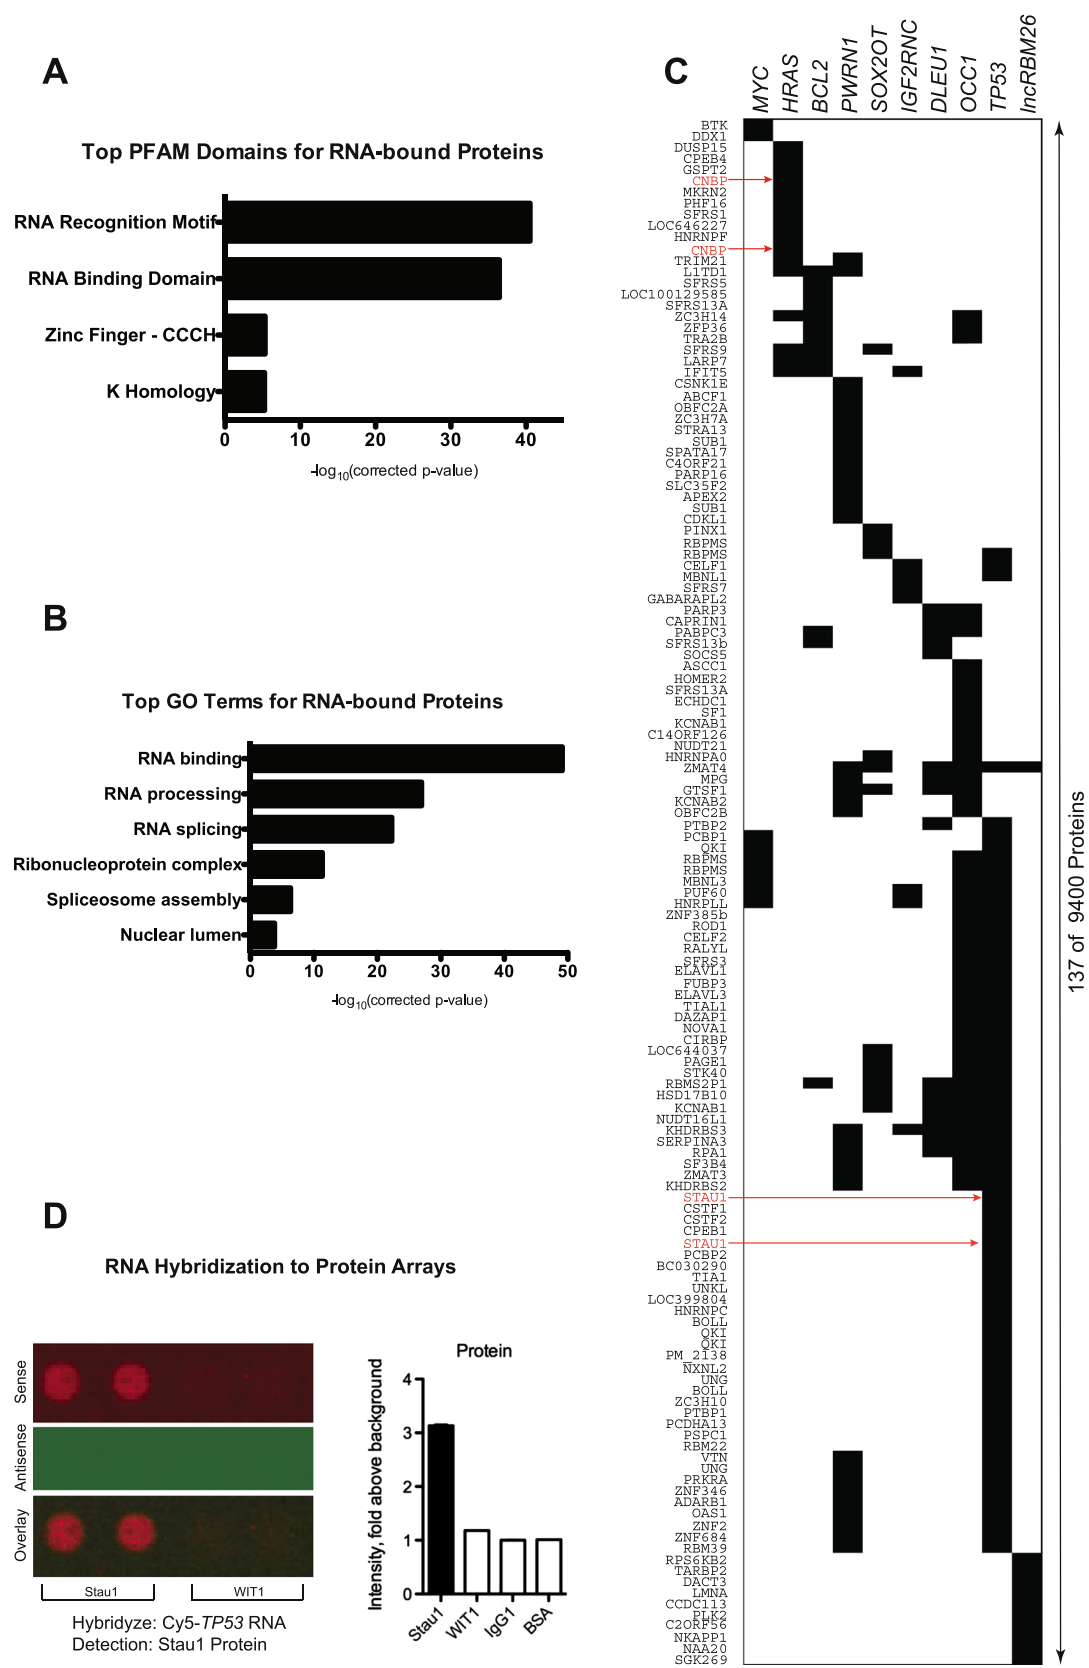 A
Top PFAM Domains for RNA-bound Proteins
RNA Recognition Motif
RNA Binding Domain
Zinc Finger - CCCH
K Homology
0 10 20 30 40
-log10(corrected p-value)
B
Top GO Terms for RNA-bound Proteins
RNA binding
RNA processing
RNA splicing
Ribonucleoprotein complex
Spliceosome assembly
Nuclear lumen
0 10 20 30 40 50
-log10(corrected p-value)
C
MYC
HRAS
BCL2
PWRN1
SOX2OT
IGF2RNC
DLEU1
OCC1
TP53
lncRBM26
BTK
DDX1
DUSP15
CPEB4
GSPT2
CNBP
MKRN2
PHF16
SFRS1
LOC646227
HNRNPF
CNBP
TRIM21
L1TD1
SFRS5
LOC100129585
SFRS13A
ZC3H14
ZFP36
TRA2B
SFRS9
LARP7
IFIT5
CSNK1E
ABCF1
OBFC2A
ZC3H7A
STRA13
SUB1
SPATA17
C4ORF21
PARP16
SLC35F2
APEX2
SUB1
CDKL1
PINX1
RBPMS
RBPMS
CELF1
MBNL1
SFRS7
GABARAPL2
PARP3
CAPRIN1
PABPC3
SFRS13b
SOCS5
ASCC1
HOMER2
SFRS13A
ECHDC1
SF1
KCNAB1
C14ORF126
NUDT21
HNRNPA0
ZMAT4
MPG
GTSF1
KCNAB2
OBFC2B
PTBP2
PCBP1
QKI
RBPMS
RBPMS
MBNL3
PUF60
HNRPLL
ZNF385b
ROD1
CELF2
RALYL
SFRS3
ELAVL1
FUBP3
ELAVL3
TIAL1
DAZAP1
NOVA1
CIRBP
LOC644037
PAGE1
STK40
RBMS2P1
HSD17B10
KCNAB1
NUDT16L1
KHDRBS3
SERPINA3
RPA1
SF3B4
ZMAT3
KHDRBS2
STAU1
CSTF1
CSTF2
CPEB1
STAU1
PCBP2
BC030290
TIA1
UNKL
LOC399804
HNRNPC
BOLL
QKI
QKI
PM_2138
NXNL2
UNG
BOLL
ZC3H10
PTBP1
PCDHA13
PSPC1
RBM22
VTN
UNG
PRKRA
ZNF346
ADARB1
OAS1
ZNF2
ZNF684
RBM39
RPS6KB2
TARBP2
DACT3
LMNA
CCDC113
PLK2
C2ORF56
NKAPP1
NAA20
SGK269
137 of 9400 Proteins
D
RNA Hybridization to Protein Arrays
Sense
Antisense
Overlay
Stau1
WIT1
Hybridyze: Cy5-TP53 RNA
Detection: Stau1 Protein
Protein
Intensity, fold above background
4
3
2
1
0
Stau1
WIT1
IgG1
BSA